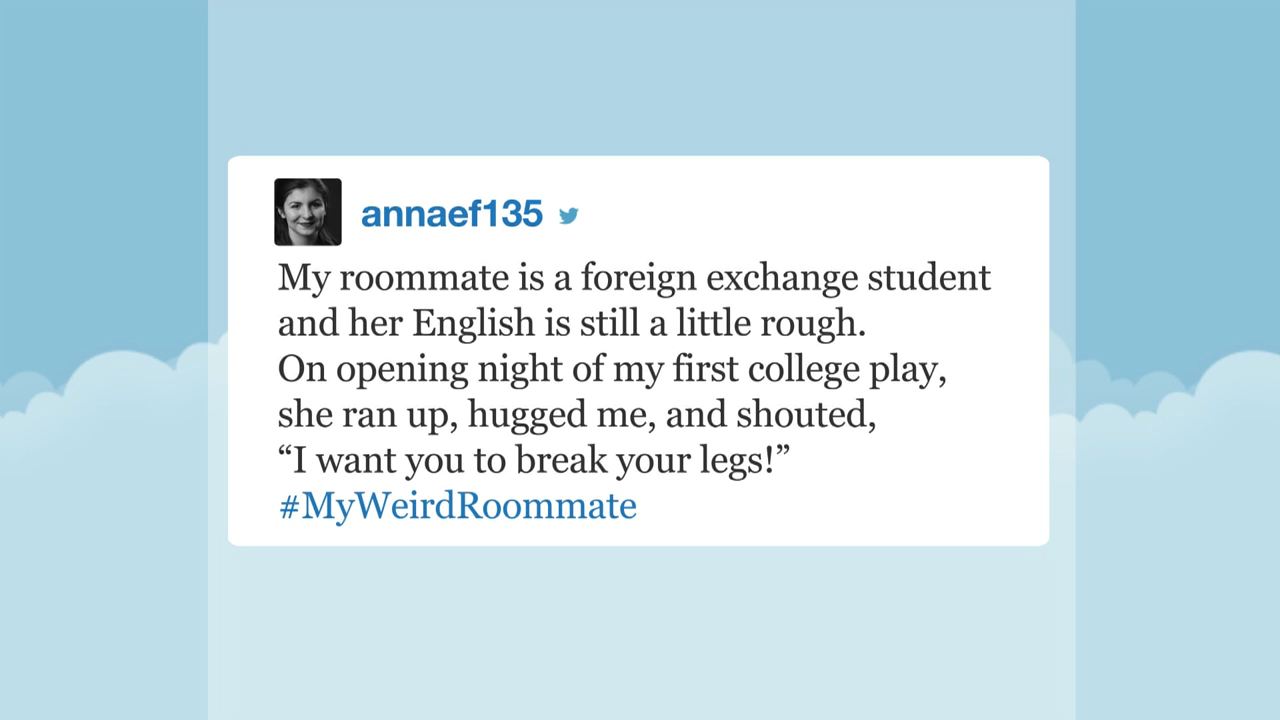 annaef135
My roommate is a foreign exchange student
and her English is still a little rough.
On opening night of my first college play,
she ran up, hugged me, and shouted,
“I want you to break your legs!”
#MyWeirdRoommate